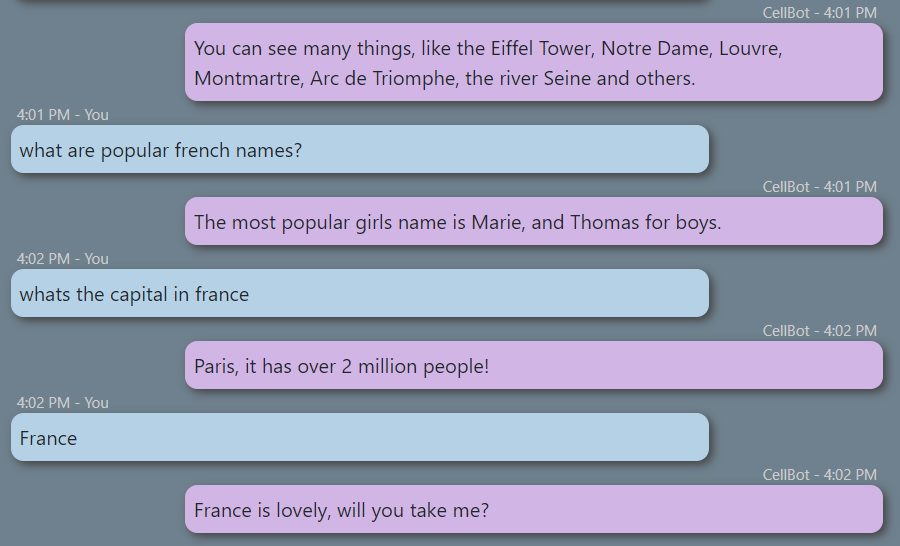 CellBot - 4:01 PM
You can see many things, like the Eiffel Tower, Notre Dame, Louvre,
Montmartre, Arc de Triomphe, the river Seine and others.
4:01 PM - You
what are popular french names?
CellBot - 4:01 PM
The most popular girls name is Marie, and Thomas for boys.
4:02 PM - You
whats the capital in france
CellBot - 4:02 PM
Paris, it has over 2 million people!
4:02 PM - You
France
CellBot - 4:02 PM
France is lovely, will you take me?